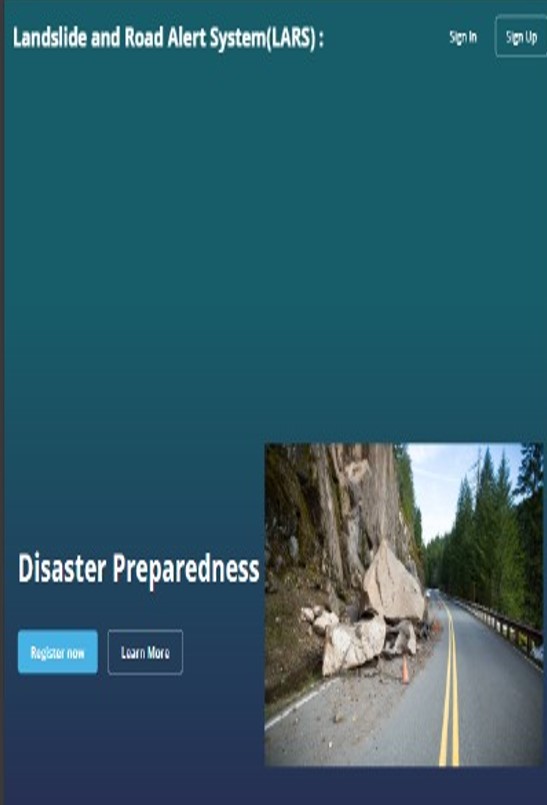 Landslide and Road Alert System(LARS) :
Sign In
Sign Up
Disaster Preparedness
Register now
Learn More